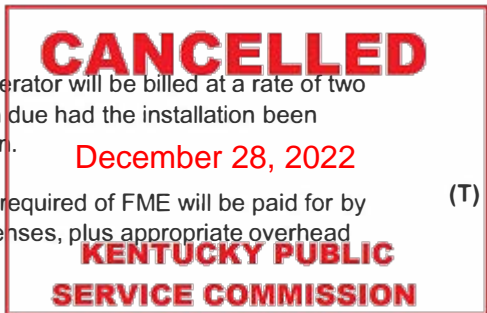 CANCELLED
erator will be billed at a rate of two
due had the installation been
n.
December 28, 2022
required of FME will be paid for by
(T)
enses, plus appropriate overhead
KENTUCKY PUBLIC
SERVICE COMMISSION